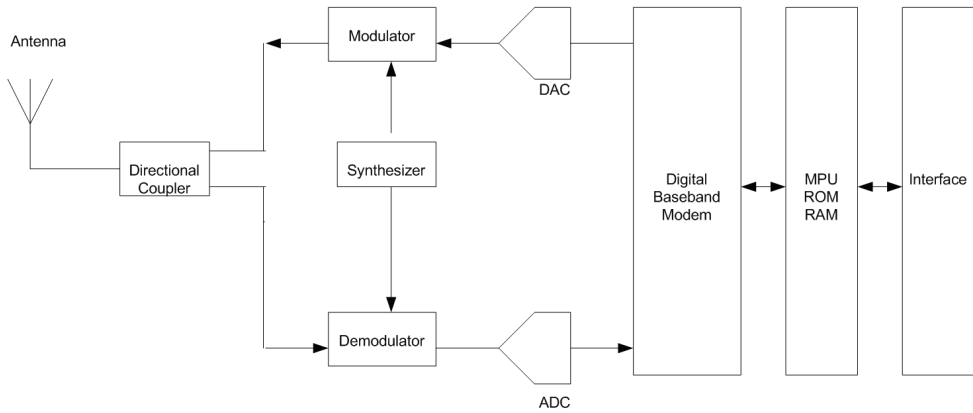 Antenna
Modulator
DAC
Directional
Coupler
Synthesizer
Digital
Baseband
Modem
MPU
ROM
RAM
Interface
Demodulator
ADC